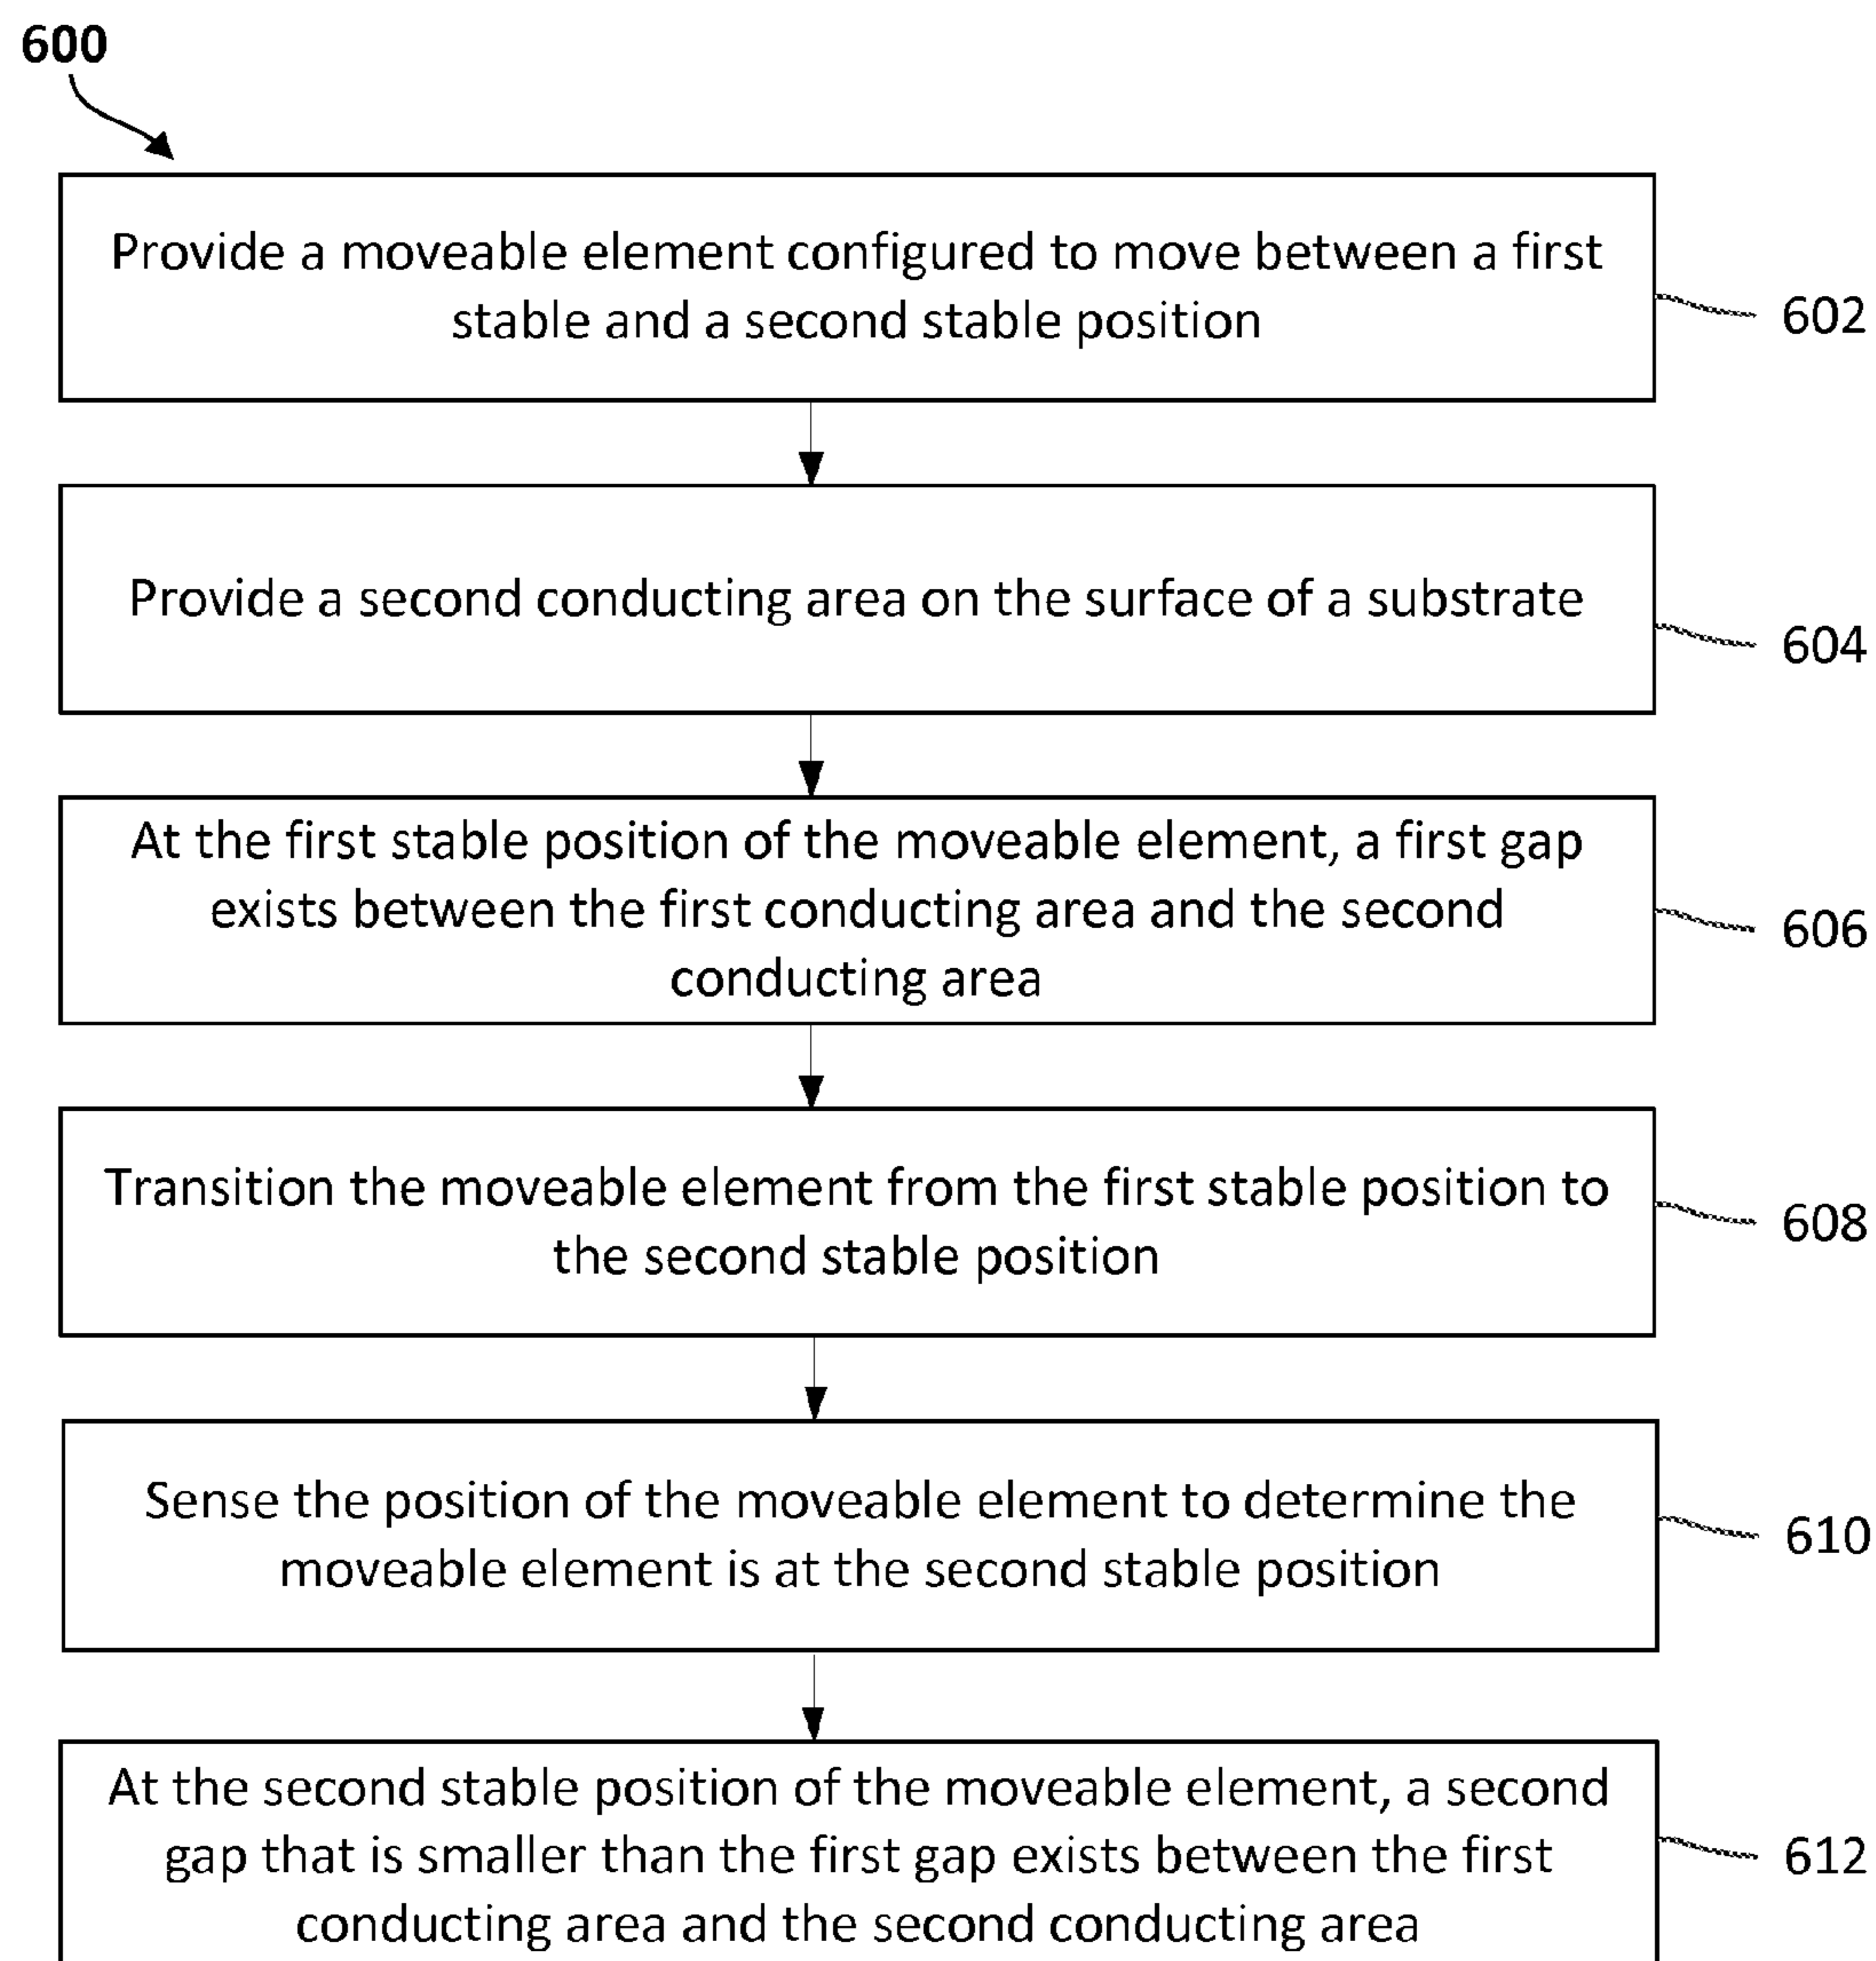 600
Provide a moveable element configured to move between a first
stable and a second stable position
602
Provide a second conducting area on the surface of a substrate
604
At the first stable position of the moveable element, a first gap
exists between the first conducting area and the second
conducting area
606
Transition the moveable element from the first stable position to
the second stable position
608
Sense the position of the moveable element to determine the
moveable element is at the second stable position
610
At the second stable position of the moveable element, a second
gap that is smaller than the first gap exists between the first
conducting area and the second conducting area
612